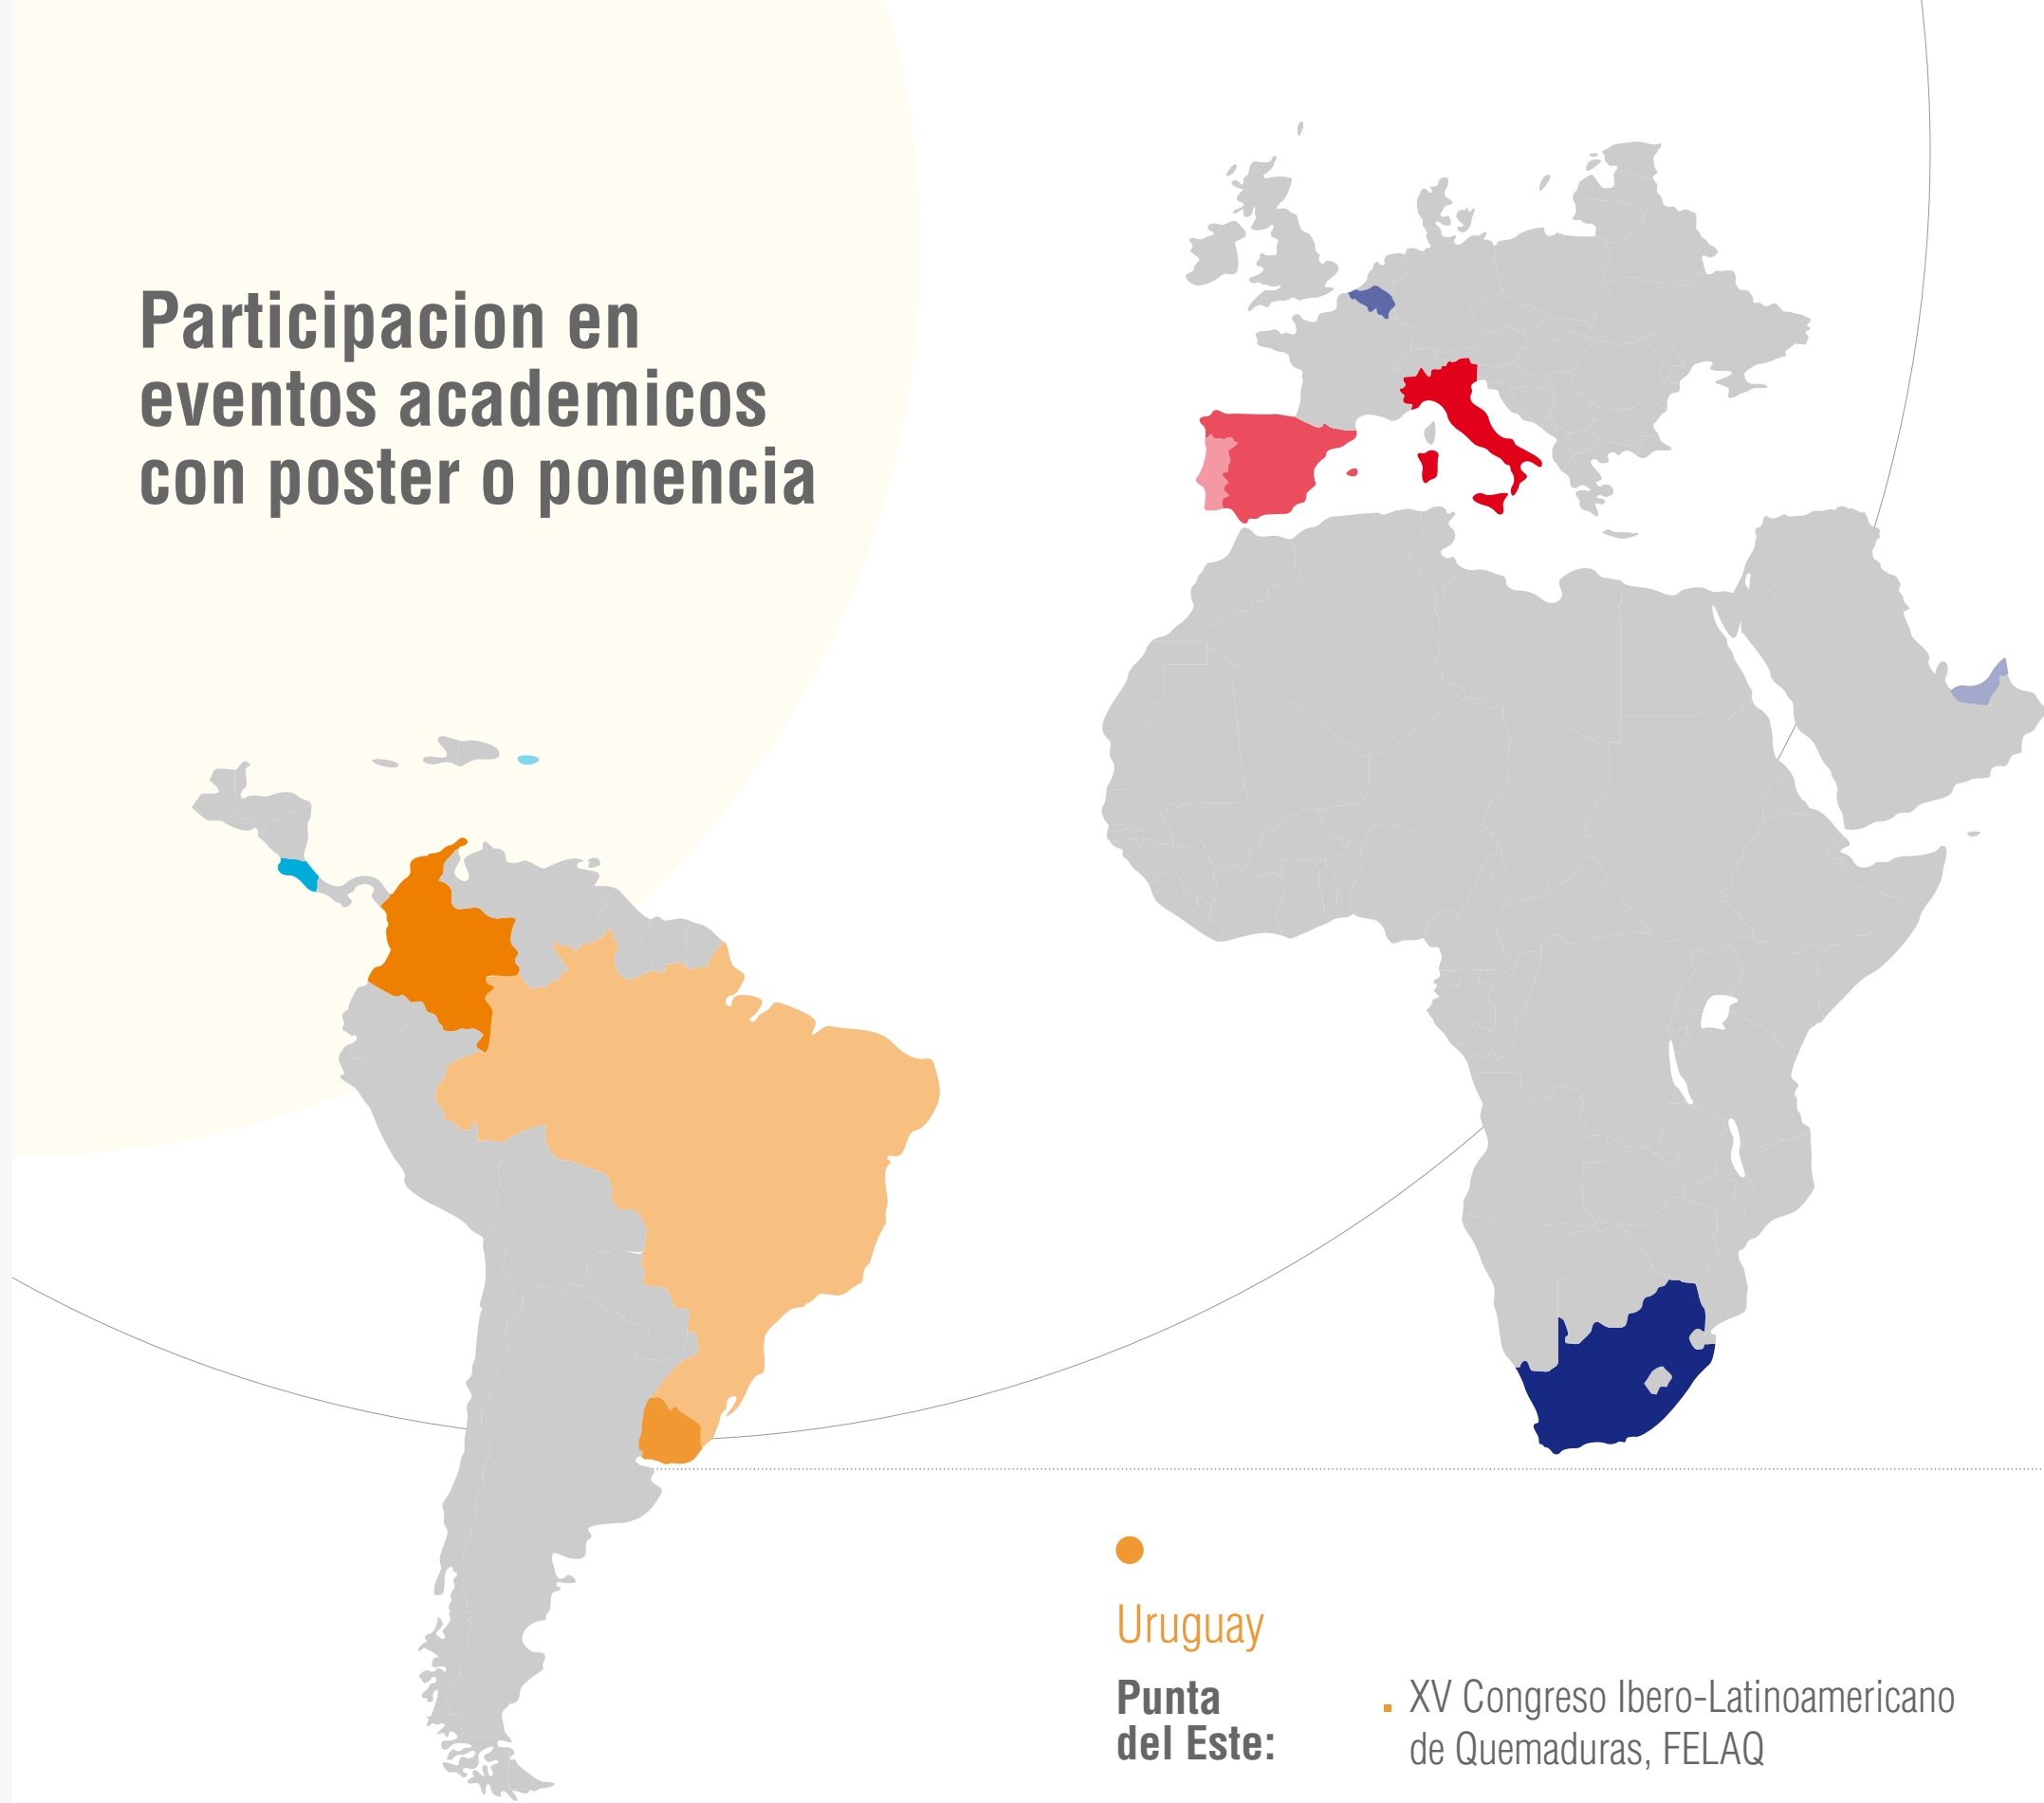 Participacion en
eventos academicos
con poster o ponencia
Uruguay
Punta
del Este:
XV Congreso Ibero-Latinoamericano
de Quemaduras, FELAQ